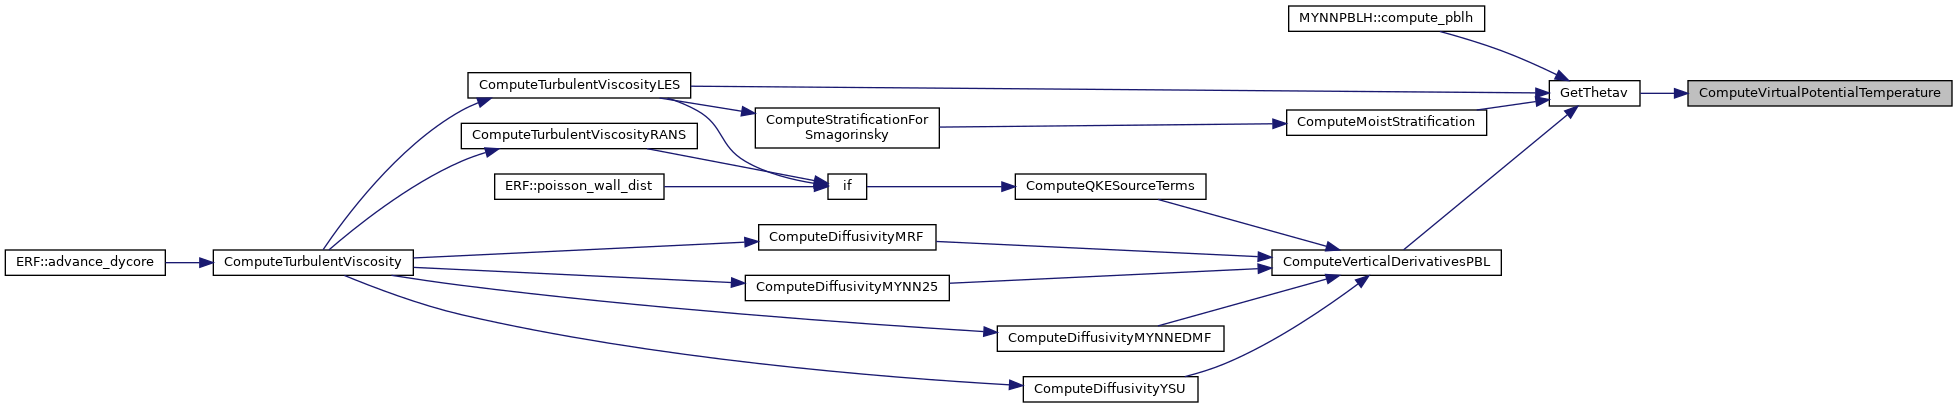 MYNNPBLH::compute_pblh
ComputeTurbulentViscosityLES
GetThetav
ComputeVirtualPotentialTemperature
ComputeStratificationFor
Smagorinsky
ComputeMoistStratification
ComputeTurbulentViscosityRANS
ERF::poisson_wall_dist
if
ComputeQKESourceTerms
ComputeDiffusivityMRF
ERF::advance_dycore
ComputeTurbulentViscosity
ComputeVerticalDerivativesPBL
ComputeDiffusivityMYNN25
ComputeDiffusivityMYNNEDMF
ComputeDiffusivityYSU